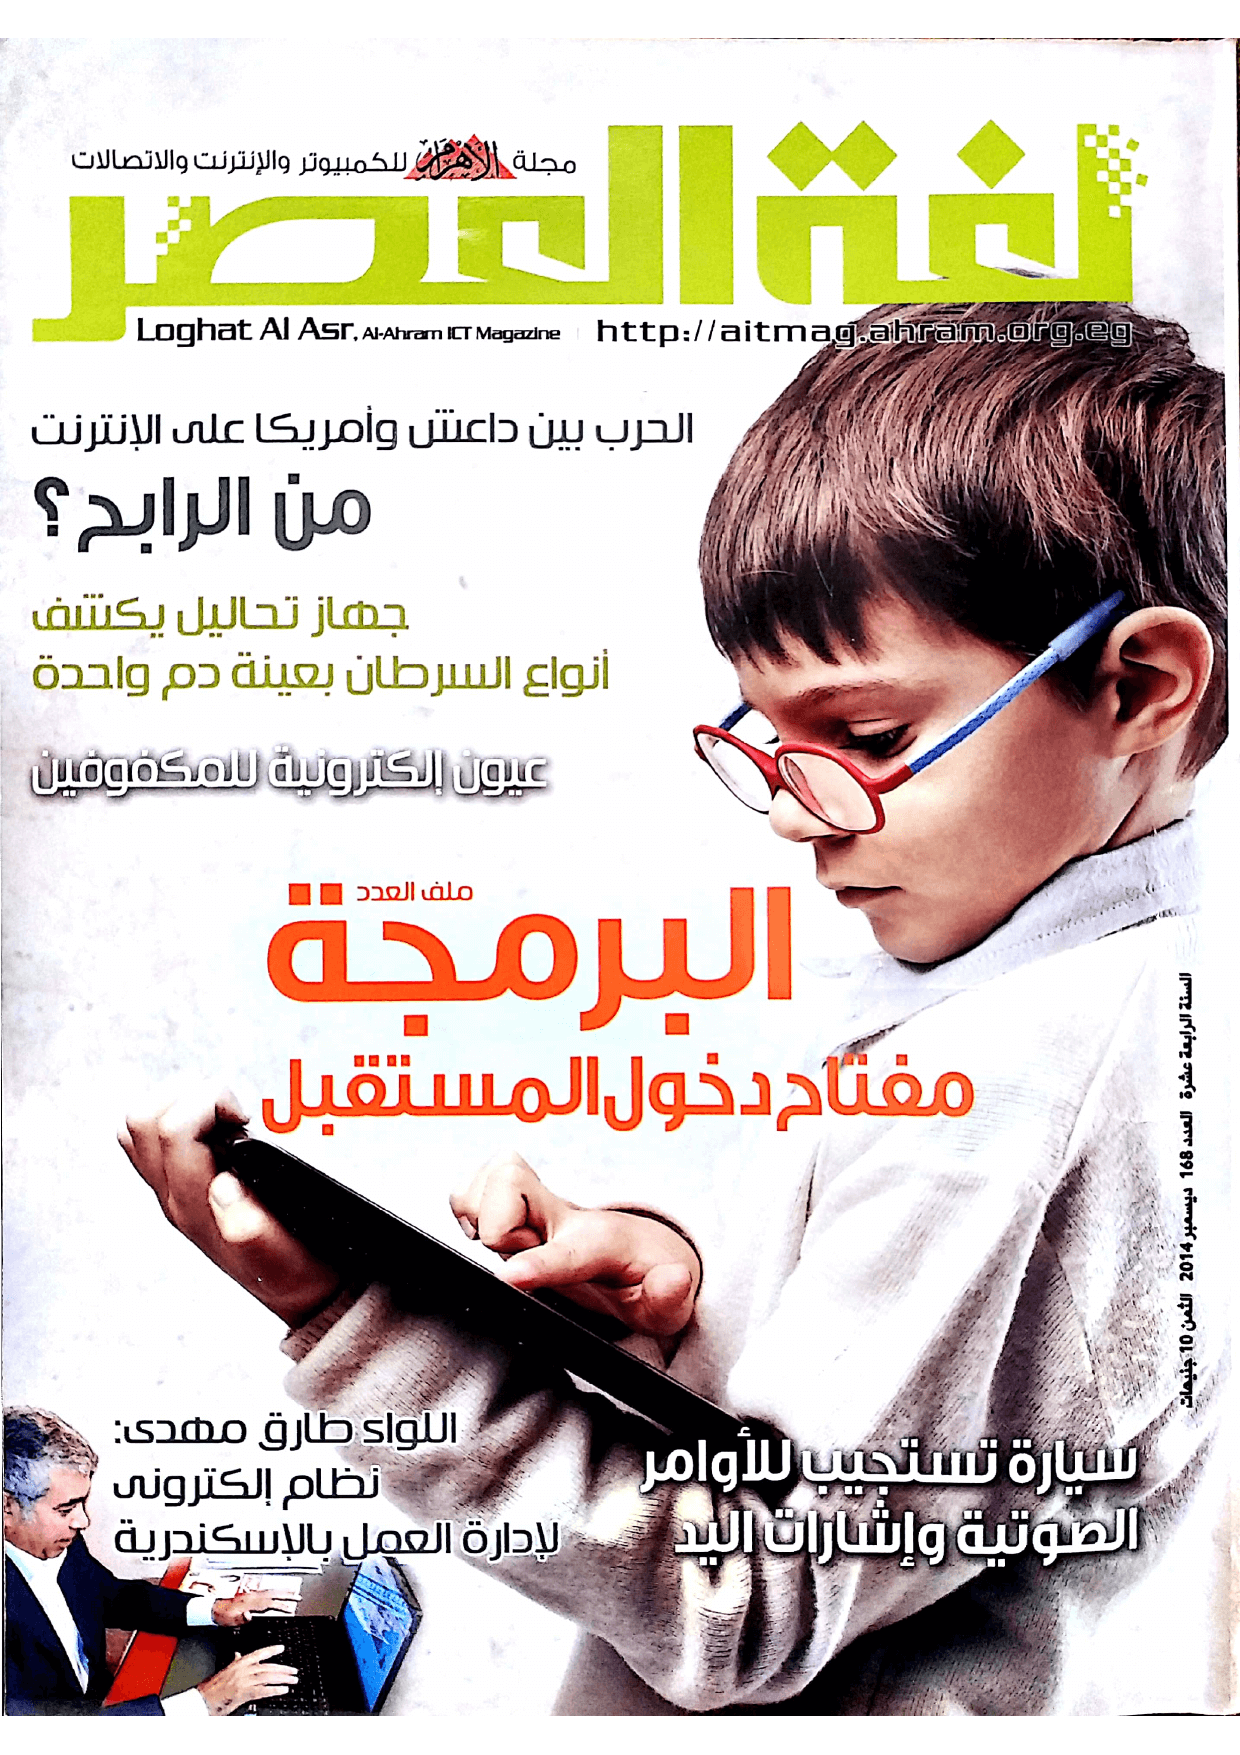 مجلة الأهرام للكمبيوتر والإنترنت والاتصالات
لغة العصر
Loghat Al Asr, Al-Ahram ICT Magazine
http://aitmag.ahram.org.eg
الحرب بين داعش وأمريكا على الإنترنت
من الرابح؟
جهاز تحاليل يكشف
أنواع السرطان بعينة دم واحدة
عيون إلكترونية للمكفوفين
ملف العدد
البرمجة
مفتاح دخول المستقبل
السنة الرابعة عشرة العدد 168 ديسمبر 2014 الثمن 10 جنيهات
اللواء طارق مهدى:
نظام إلكترونى
لإدارة العمل بالإسكندرية
سيارة تستجيب للأوامر
الصوتية وإشارات اليد